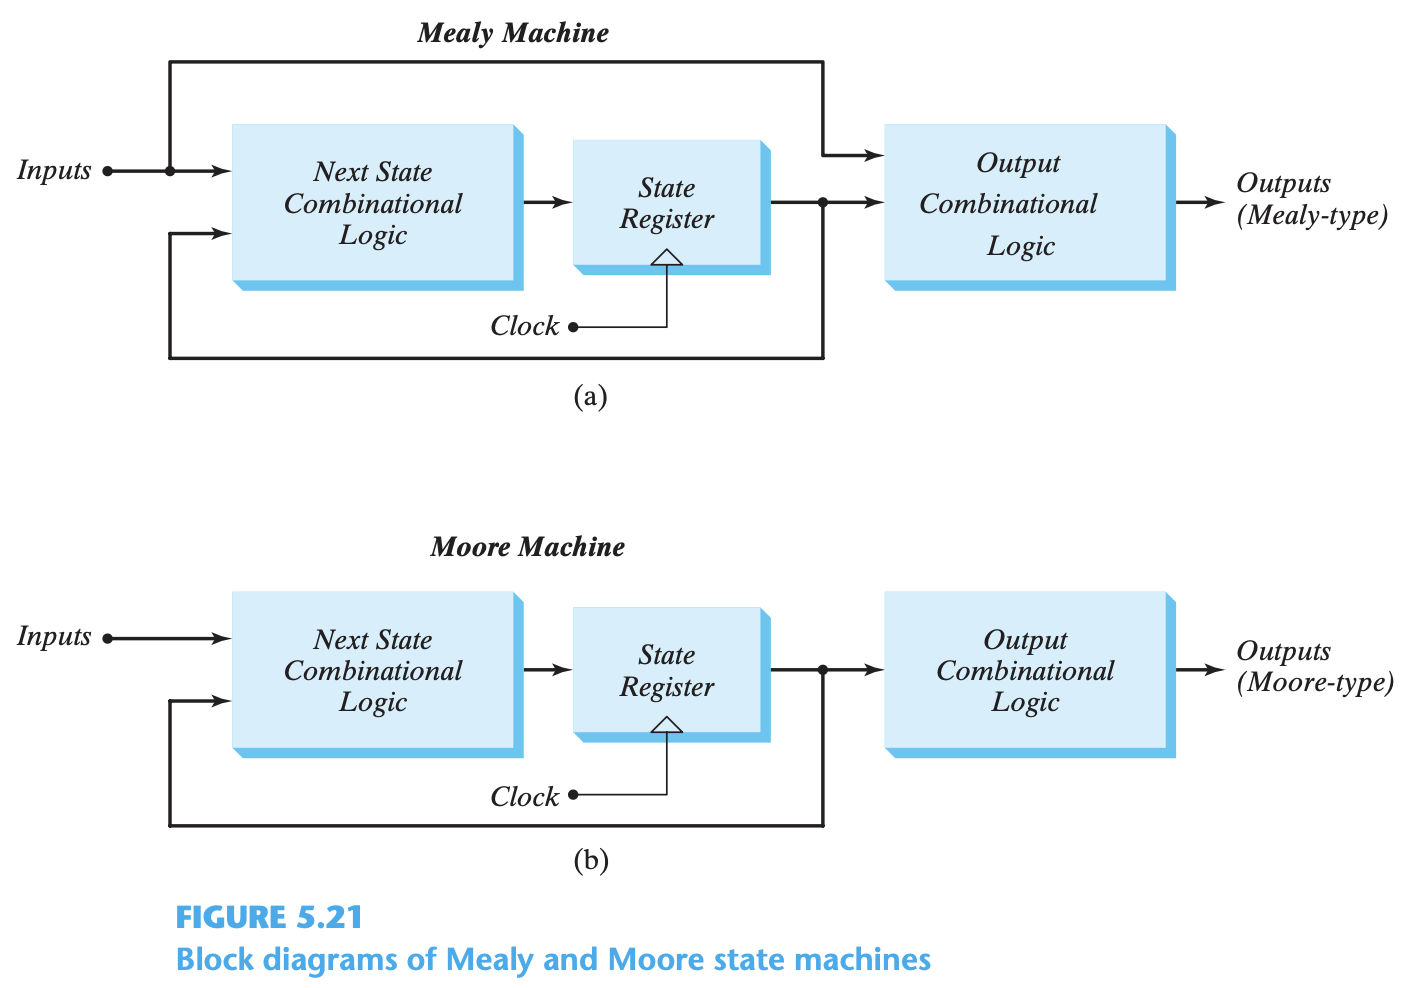 Mealy Machine
Inputs
Next State
Combinational
Logic
State
Register
Clock
Output
Combinational
Logic
Outputs
(Mealy-type)
(a)
Moore Machine
Inputs
Next State
Combinational
Logic
State
Register
Clock
Output
Combinational
Logic
Outputs
(Moore-type)
(b)
FIGURE 5.21
Block diagrams of Mealy and Moore state machines